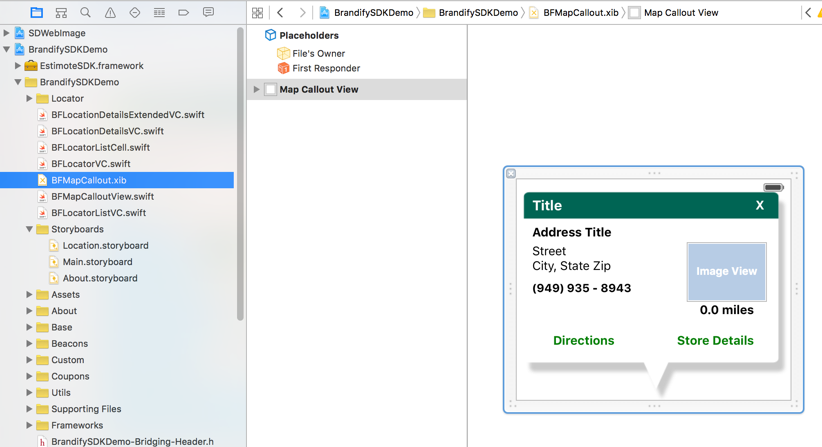 BrandifySDKDemo BrandifySDKDemo BFMapCallout.xib Map Callout View
SDWebImage
BrandifySDKDemo
EstimoteSDK.framework
BrandifySDKDemo
Locator
BFLocationDetailsExtendedVC.swift
BFLocationDetailsVC.swift
BFLocatorListCell.swift
BFLocatorVC.swift
BFMapCallout.xib
BFMapCalloutView.swift
BFLocatorListVC.swift
Storyboards
Location.storyboard
Main.storyboard
About.storyboard
Assets
About
Base
Beacons
Custom
Coupons
Utils
Supporting Files
Frameworks
BrandifySDKDemo-Bridging-Header.h
Placeholders
File's Owner
First Responder
Map Callout View
Title X
Address Title
Street
City, State Zip
(949) 935 - 8943
Image View
0.0 miles
Directions Store Details